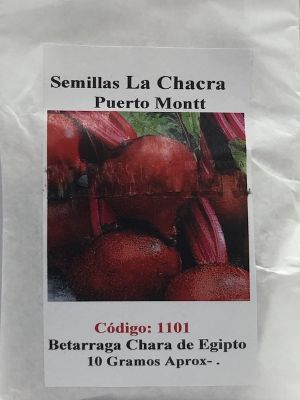 Semillas La Chacra
Puerto Montt
Código: 1101
Betarraga Chara de Egipto
10 Gramos Aprox- .